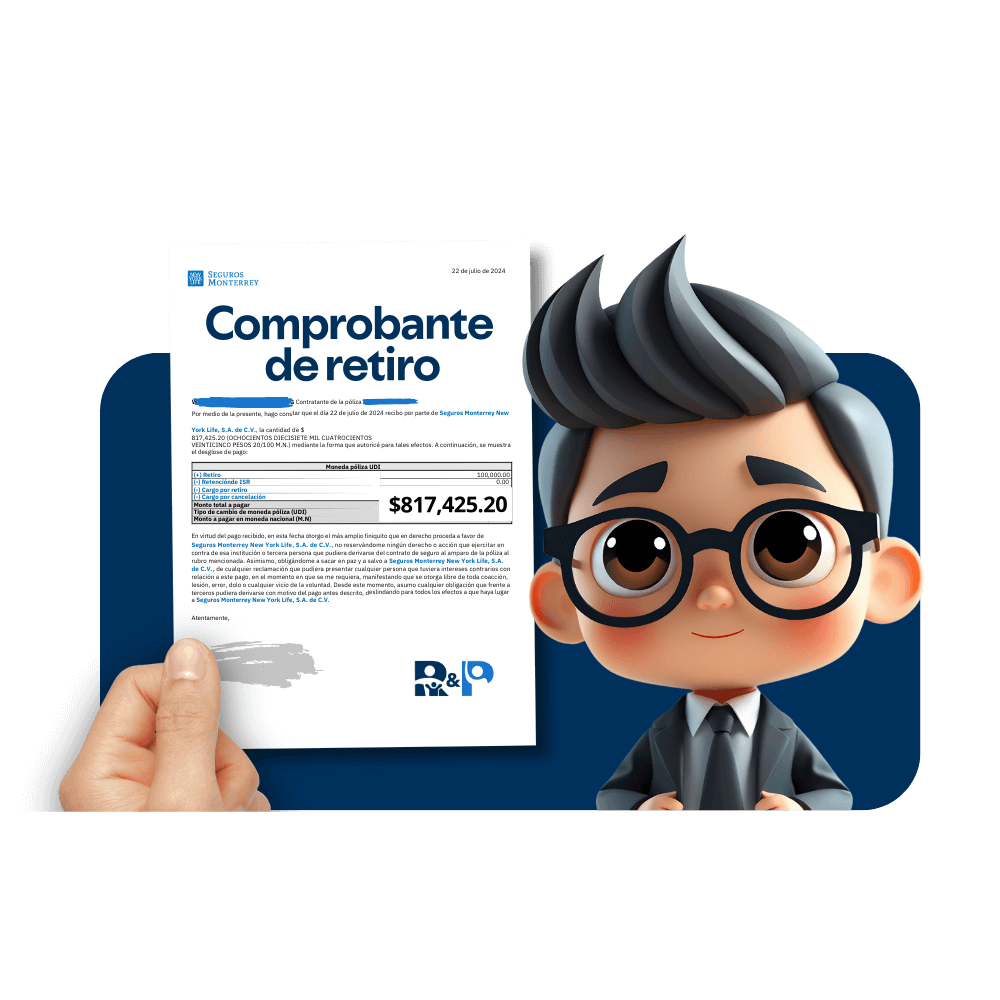 22 de julio de 2024
NEW YORK LIFE
SEGUROS
MONTERREY
Comprobante
de retiro
Contratante de la póliza
Por medio de la presente, hago constar que el día 22 de julio de 2024 recibo por parte de Seguros Monterrey New
York Life, S.A. de C.V., la cantidad de $
817,425.20 (OCHOCIENTOS DIECISIETE MIL CUATROCIENTOS
VEINTICINCO PESOS 20/100 M.N.) mediante la forma que autoricé para tales efectos. A continuación, se muestra
el desglose de pago:
Moneda póliza UDI
(+) Retiro 100,000.00
(-) Retenciónde ISR 0.00
(-) Cargo por retiro
(-) Cargo por cancelación
Monto total a pagar
$817,425.20
Tipo de cambio de moneda póliza (UDI)
Monto a pagar en moneda nacional (M.N)
En virtud del pago recibido, en esta fecha otorgo el más amplio finiquito que en derecho proceda a favor de
Seguros Monterrey New York Life, S.A. de C.V., no reservándome ningún derecho o acción que ejercitar en
contra de esa institución o tercera persona que pudiera derivarse del contrato de seguro al amparo de la póliza al
rubro mencionada. Asimismo, obligándome a sacar en paz y a salvo a Seguros Monterrey New York Life, S.A.
de C.V., de cualquier reclamación que pudiera presentar cualquier persona que tuviera intereses contrarios con
relación a este pago, en el momento en que se me requiera, manifestando que se otorga libre de toda coacción,
lesión, error, dolo o cualquier vicio de la voluntad. Desde este momento, asumo cualquier obligación que frente a
terceros pudiera derivarse con motivo del pago antes descrito, deslindando para todos los efectos a que haya lugar
a Seguros Monterrey New York Life, S.A. de C.V.
Atentamente,
R&P